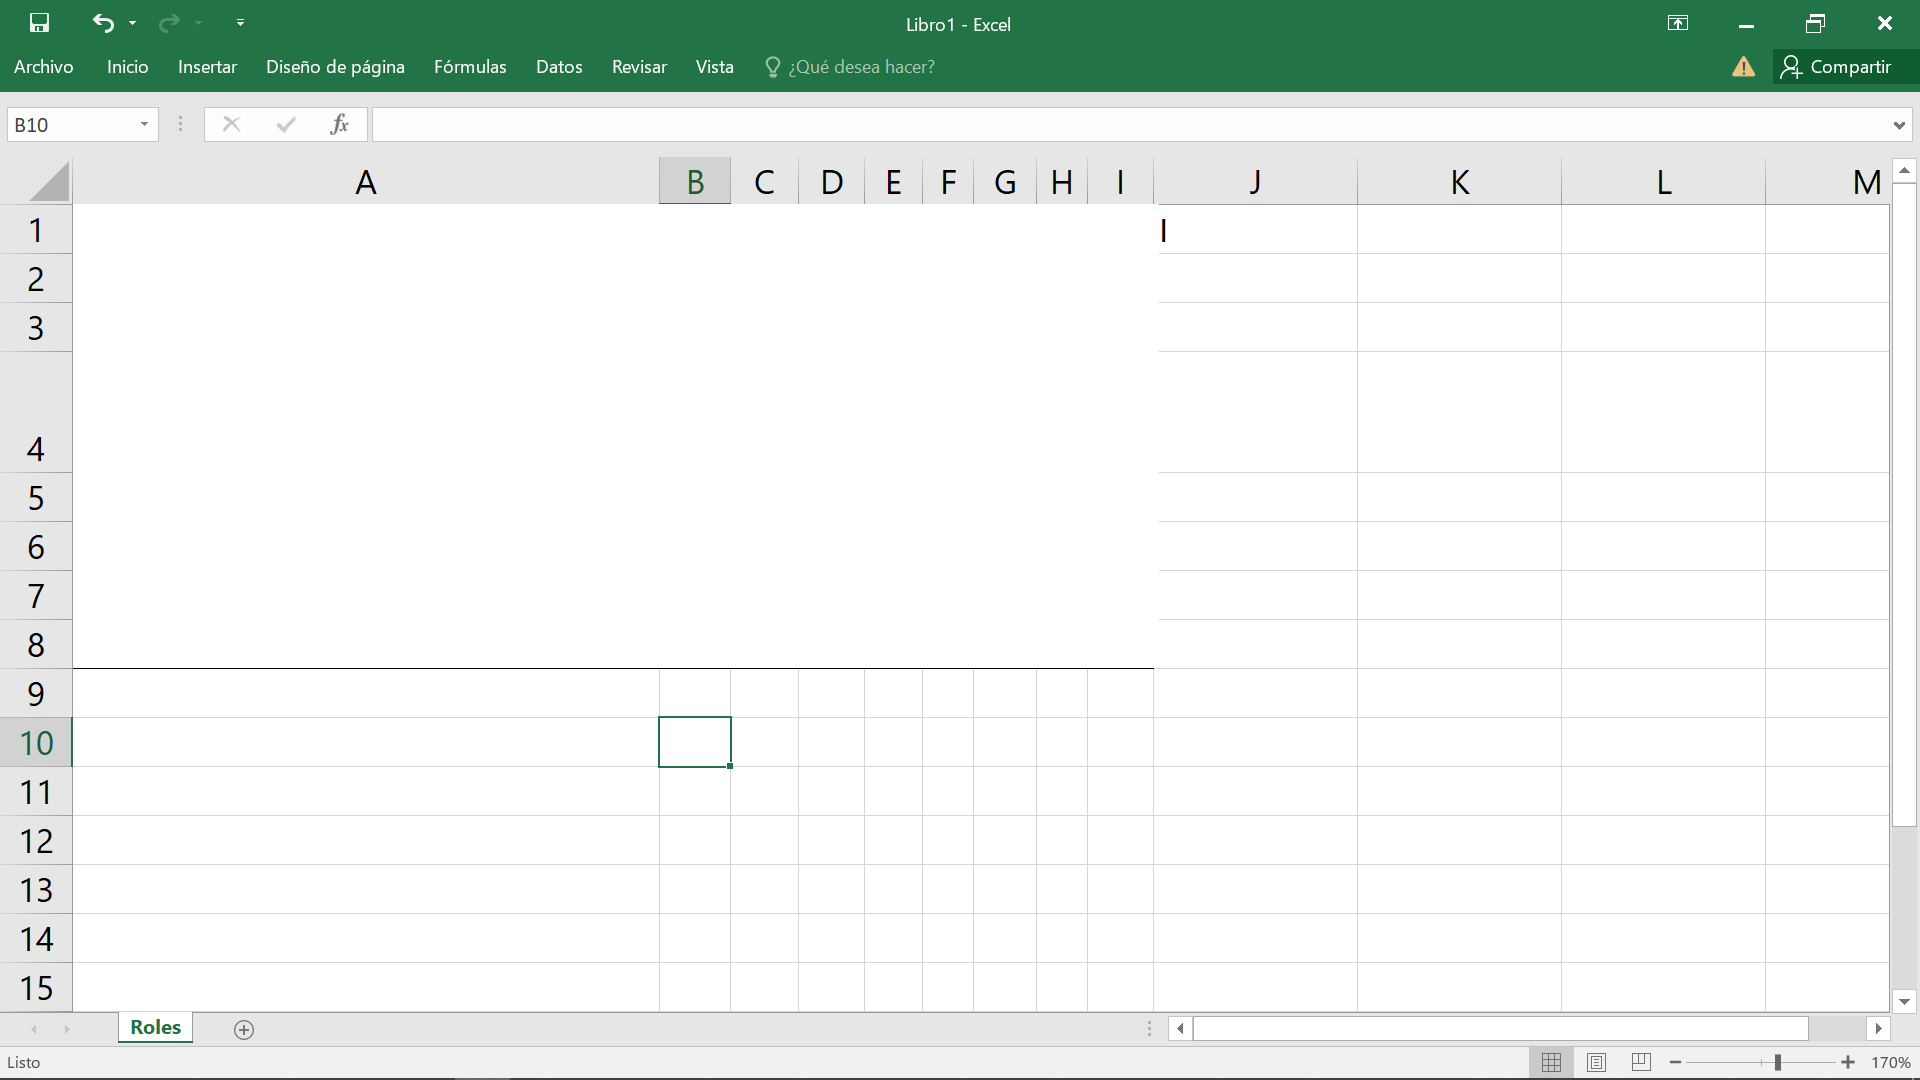 Libro1 - Excel
Archivo Inicio Insertar Diseño de página Fórmulas Datos Revisar Vista ¿Qué desea hacer? Compartir
B10 fx
A B C D E F G H I J K L M
1 I
2
3
4
5
6
7
8
9
10
11
12
13
14
15
Roles
Listo 170%